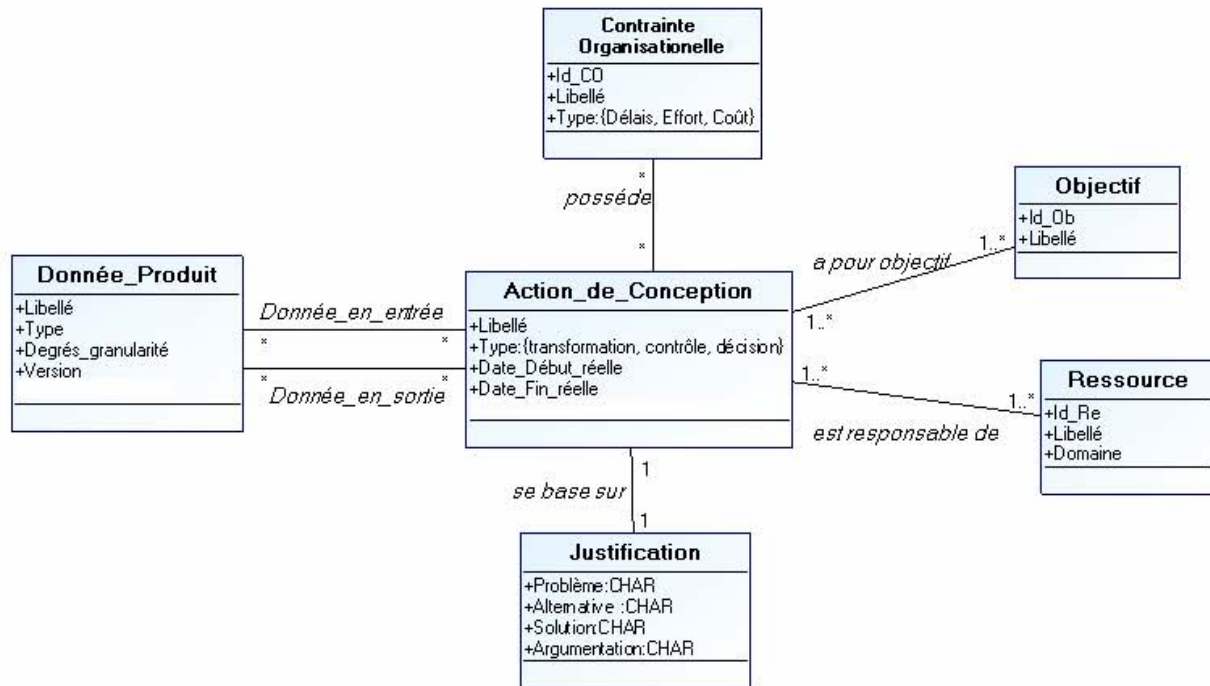 Contrainte
Organisationelle
+Id_CO
+Libellé
+Type:{Délais, Effort, Coût}
*
posséde
*
Objectif
+Id_Ob
+Libellé
1..*
a pour objectif
1..*
Donnée_Produit
+Libellé
+Type
+Degrés_granularité
+Version
Donnée_en_entrée
* *
* *
Donnée_en_sortie
Action_de_Conception
+Libellé
+Type:{transformation, contrôle, décision}
+Date_Début_réelle
+Date_Fin_réelle
1..*
1..*
est responsable de
Ressource
+Id_Re
+Libellé
+Domaine
1
se base sur
1
Justification
+Problème:CHAR
+Alternative :CHAR
+Solution:CHAR
+Argumentation:CHAR